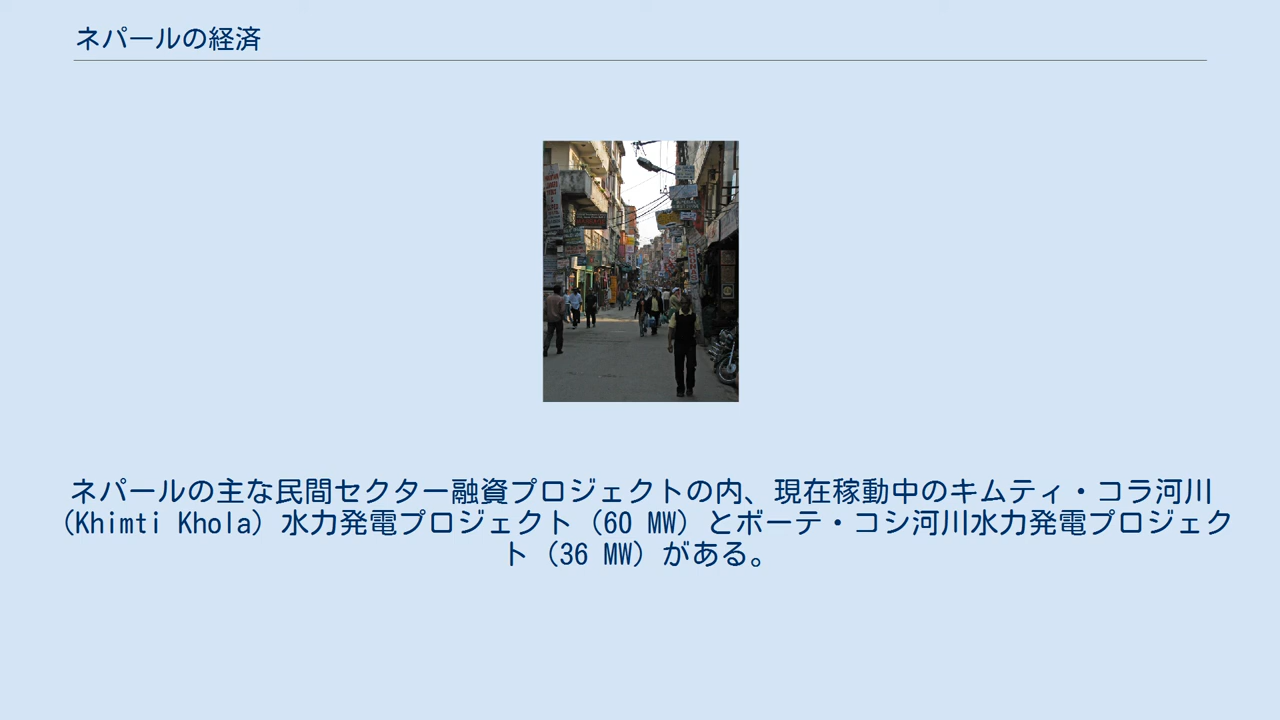 ネパールの経済
ネパールの主な民間セクター融資プロジェクトの内、現在稼動中のキムティ・コラ河川
(Khimti Khola) 水力発電プロジェクト (60 MW) とボーテ・コシ河川水力発電プロジェク
ト (36 MW) がある。